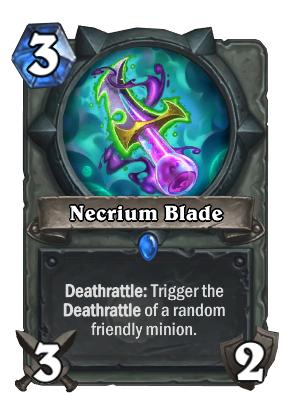 3
Necrium Blade
Deathrattle: Trigger the
Deathrattle of a random
friendly minion.
3
2